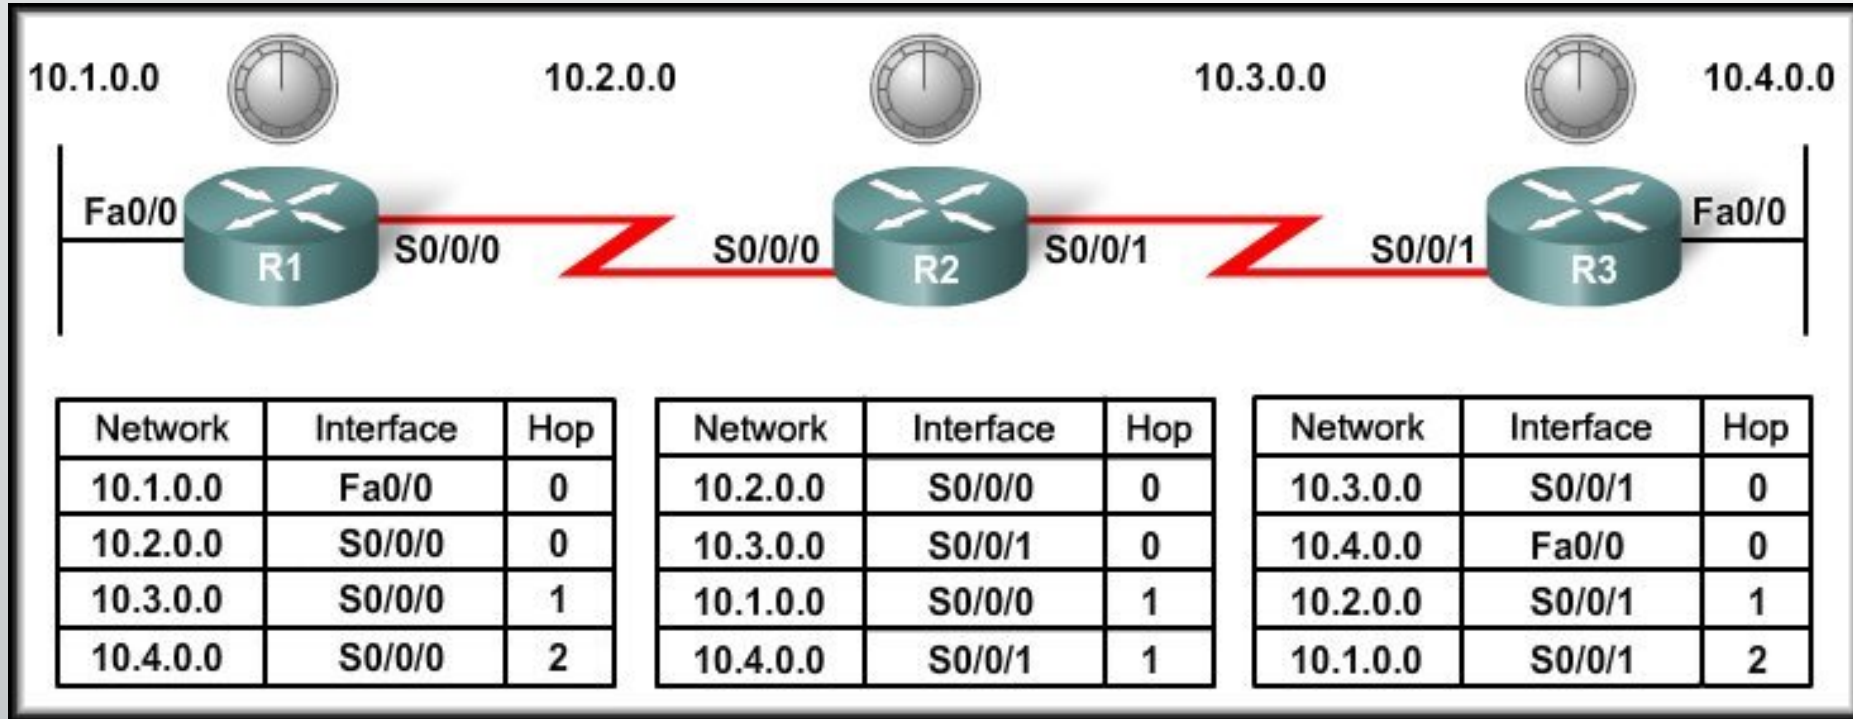 10.1.0.0 10.2.0.0 10.3.0.0 10.4.0.0
Fa0/0 R1 S0/0/0 S0/0/0 R2 S0/0/1 S0/0/1 R3 Fa0/0
Network Interface Hop
10.1.0.0 Fa0/0 0
10.2.0.0 S0/0/0 0
10.3.0.0 S0/0/0 1
10.4.0.0 S0/0/0 2
Network Interface Hop
10.2.0.0 S0/0/0 0
10.3.0.0 S0/0/1 0
10.1.0.0 S0/0/0 1
10.4.0.0 S0/0/1 1
Network Interface Hop
10.3.0.0 S0/0/1 0
10.4.0.0 Fa0/0 0
10.2.0.0 S0/0/1 1
10.1.0.0 S0/0/1 2